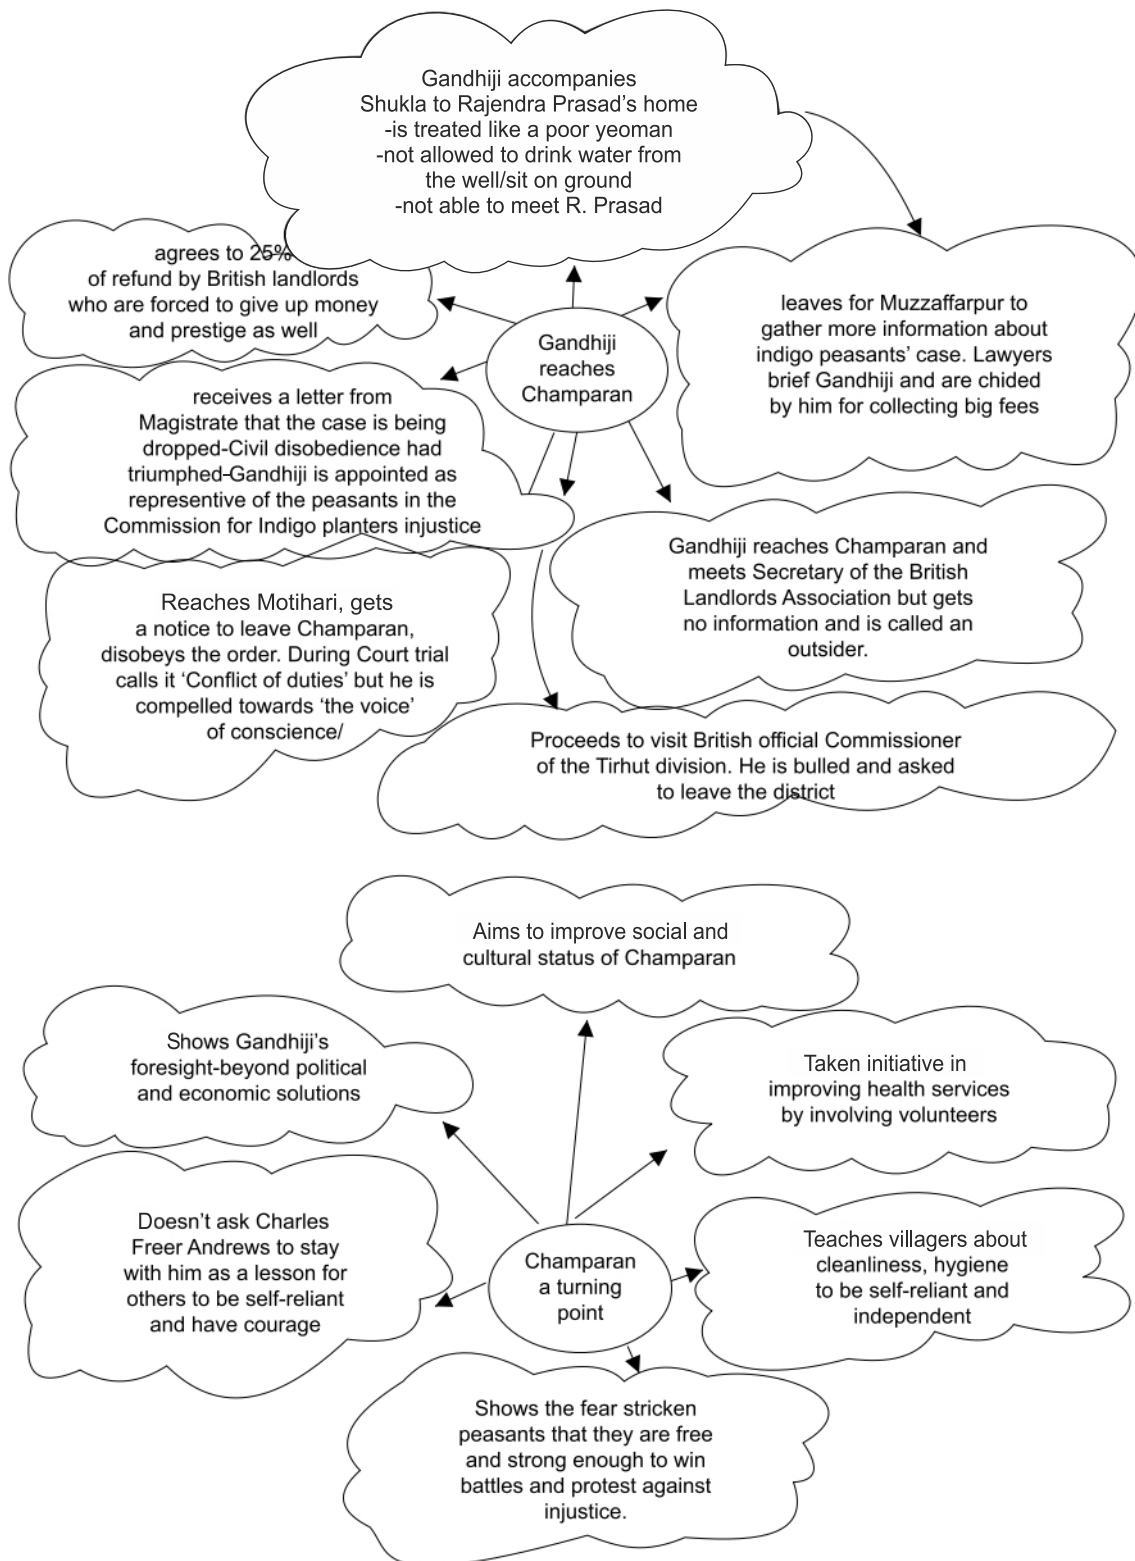 Gandhiji accompanies
Shukla to Rajendra Prasad's home
-is treated like a poor yeoman
-not allowed to drink water from
the well/sit on ground
-not able to meet R. Prasad
agrees to 25%
of refund by British landlords
who are forced to give up money
and prestige as well
Gandhiji
reaches
Champaran
leaves for Muzzaffarpur to
gather more information about
indigo peasants' case. Lawyers
brief Gandhiji and are chided
by him for collecting big fees
receives a letter from
Magistrate that the case is being
dropped-Civil disobedience had
triumphed-Gandhiji is appointed as
representive of the peasants in the
Commission for Indigo planters injustice
Gandhiji reaches Champaran and
meets Secretary of the British
Landlords Association but gets
no information and is called an
outsider.
Reaches Motihari, gets
a notice to leave Champaran,
disobeys the order. During Court trial
calls it 'Conflict of duties' but he is
compelled towards 'the voice'
of conscience/
Proceeds to visit British official Commissioner
of the Tirhut division. He is bulled and asked
to leave the district
Aims to improve social and
cultural status of Champaran
Shows Gandhiji's
foresight-beyond political
and economic solutions
Taken initiative in
improving health services
by involving volunteers
Doesn't ask Charles
Freer Andrews to stay
with him as a lesson for
others to be self-reliant
and have courage
Champaran
a turning
point
Teaches villagers about
cleanliness, hygiene
to be self-reliant and
independent
Shows the fear stricken
peasants that they are free
and strong enough to win
battles and protest against
injustice.